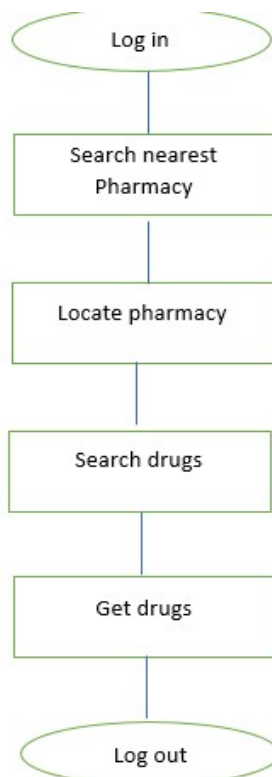 Log in
Search nearest
Pharmacy
Locate pharmacy
Search drugs
Get drugs
Log out